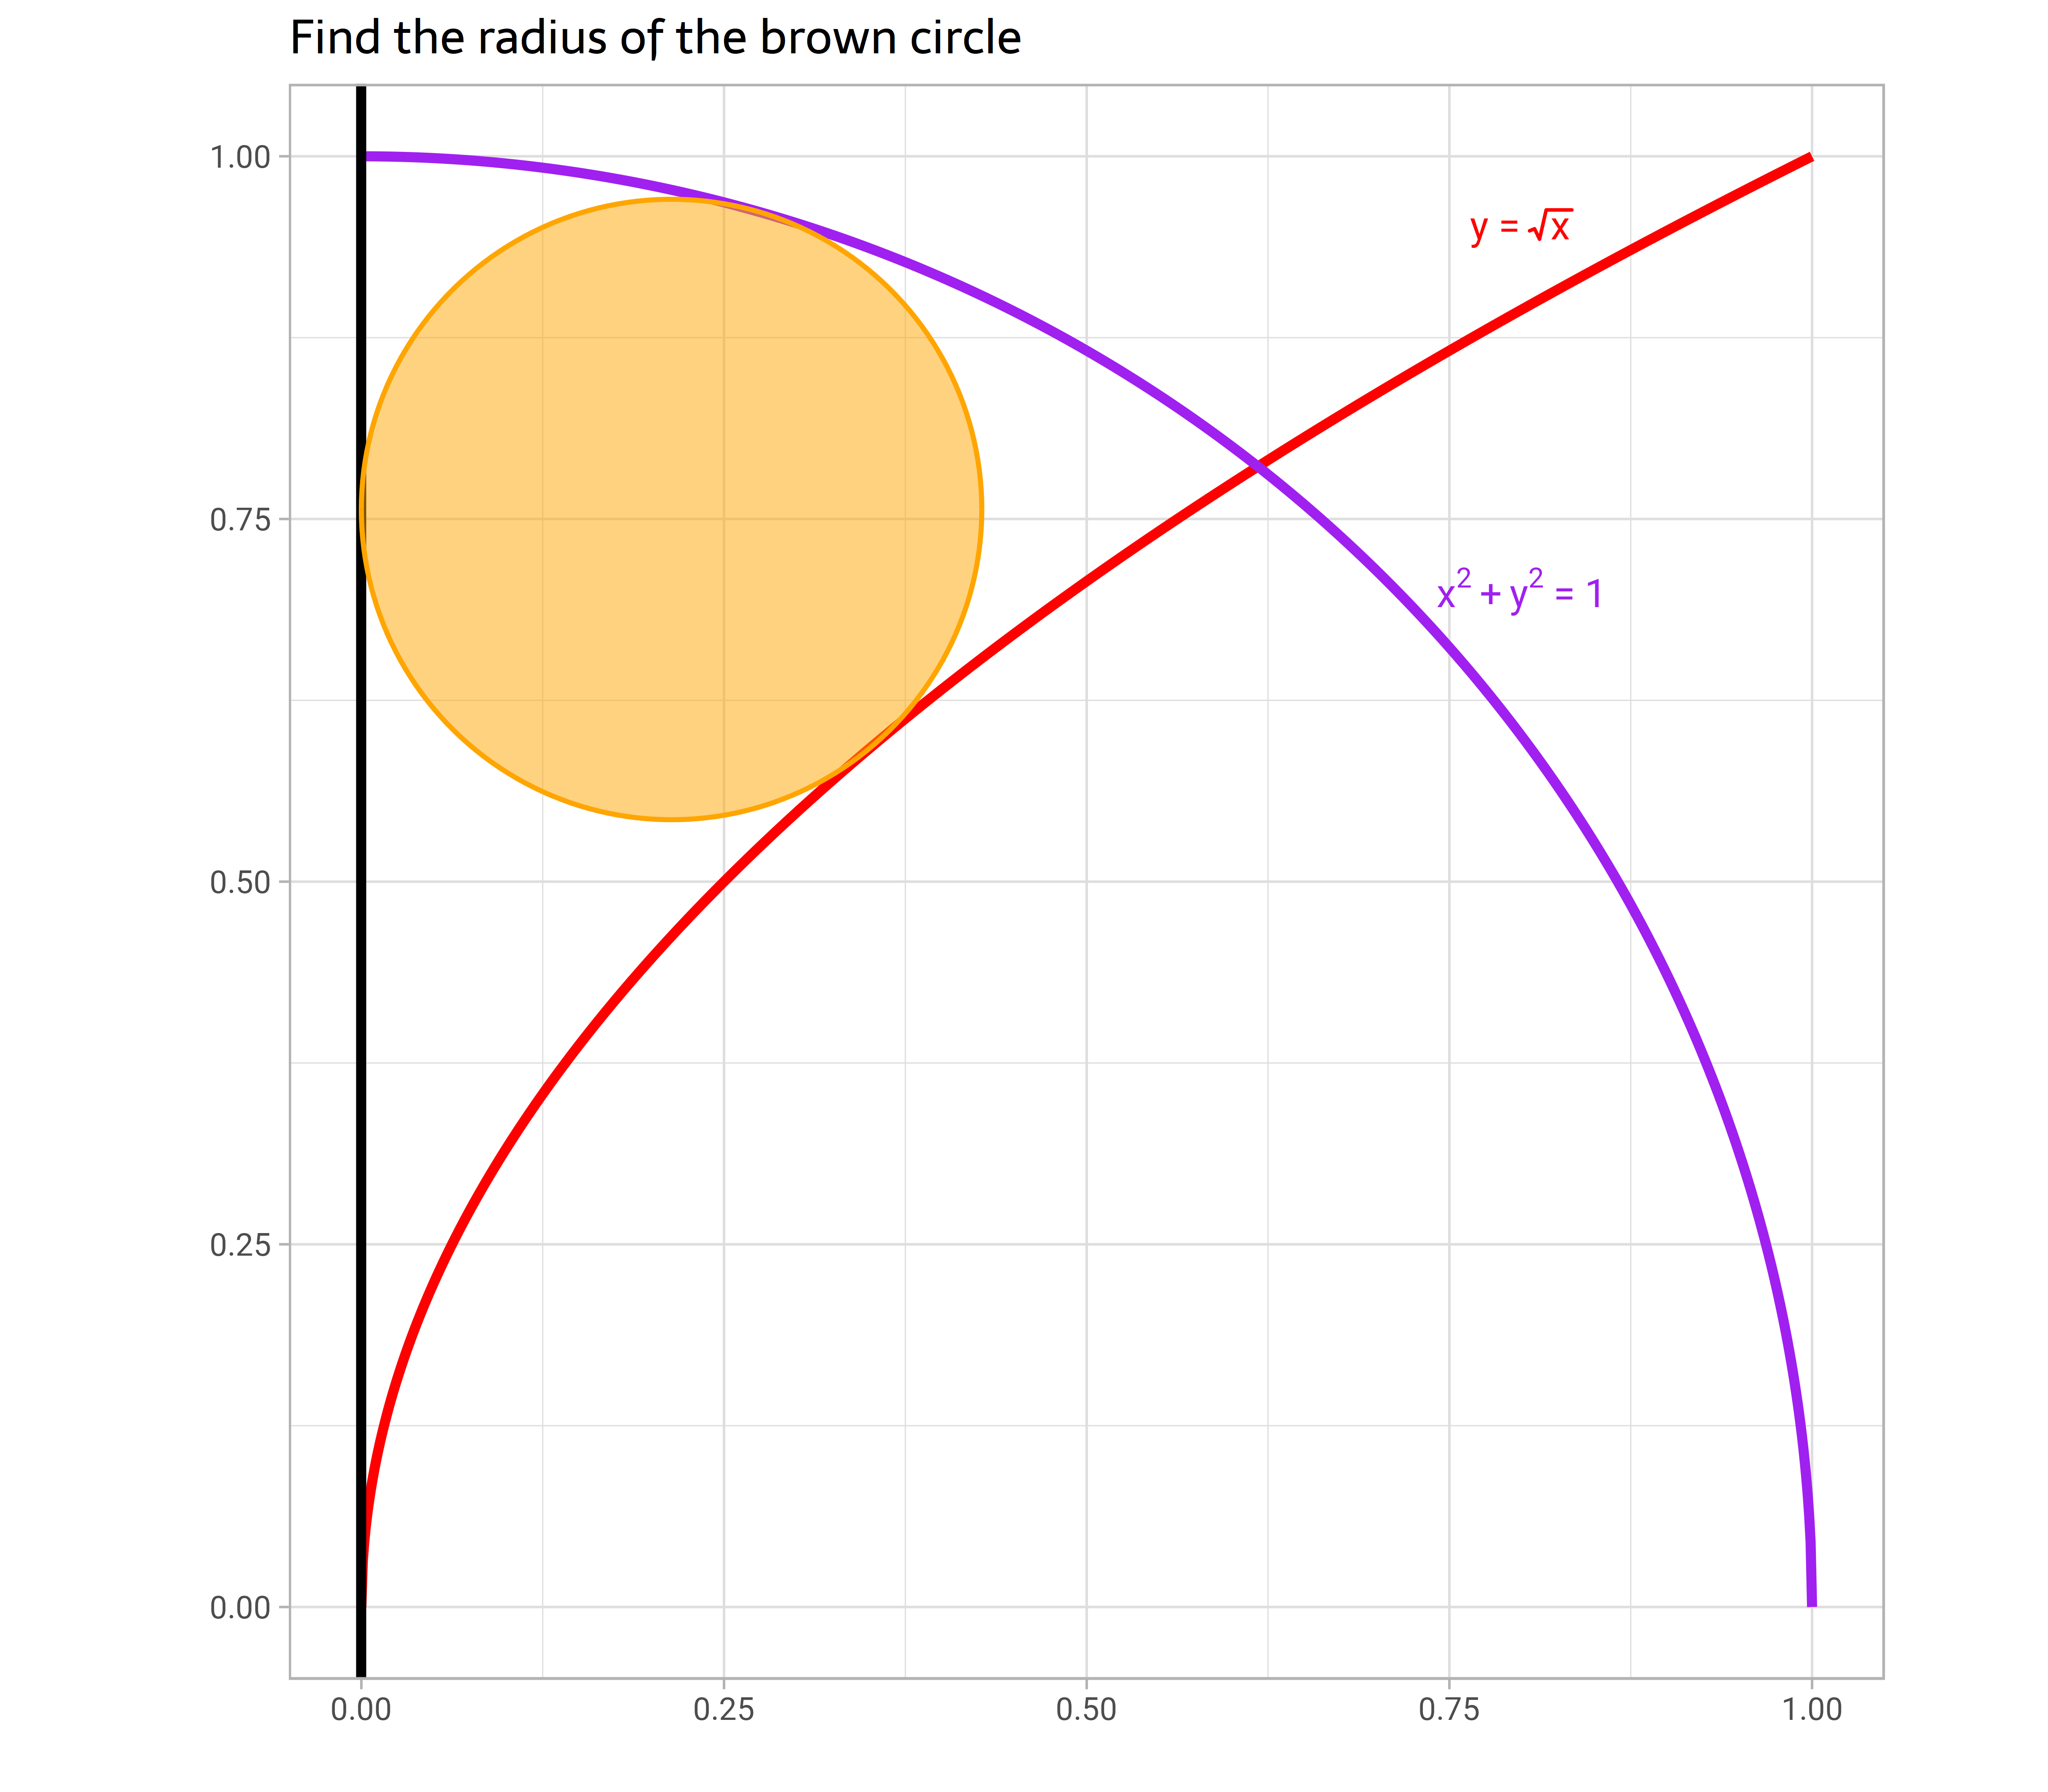 Find the radius of the brown circle
1.00
y = √x
0.75
x² + y² = 1
0.50
0.25
0.00
0.00 0.25 0.50 0.75 1.00